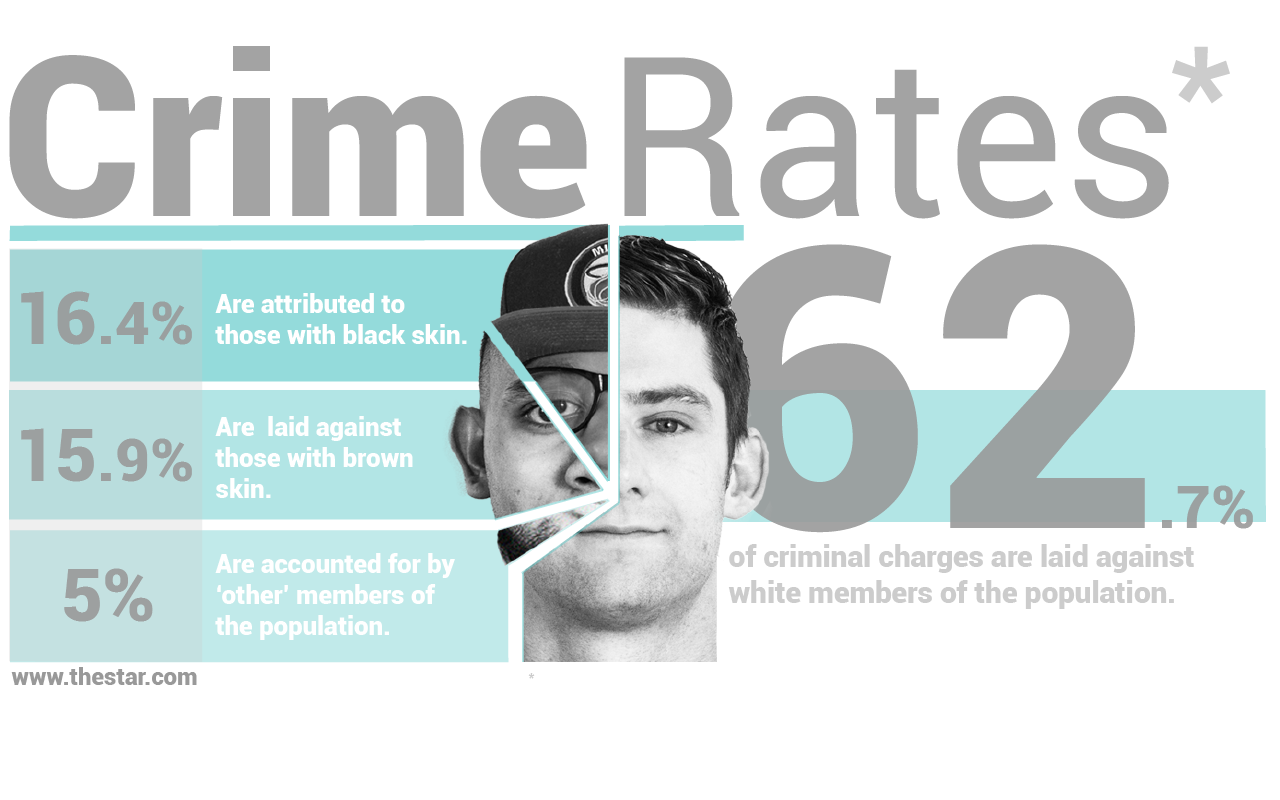 Crime Rates*
16.4%
Are attributed to
those with black skin.
15.9%
Are laid against
those with brown
skin.
5%
Are accounted for by
‘other’ members of
the population.
62.7%
of criminal charges are laid against
white members of the population.
www.thestar.com
*